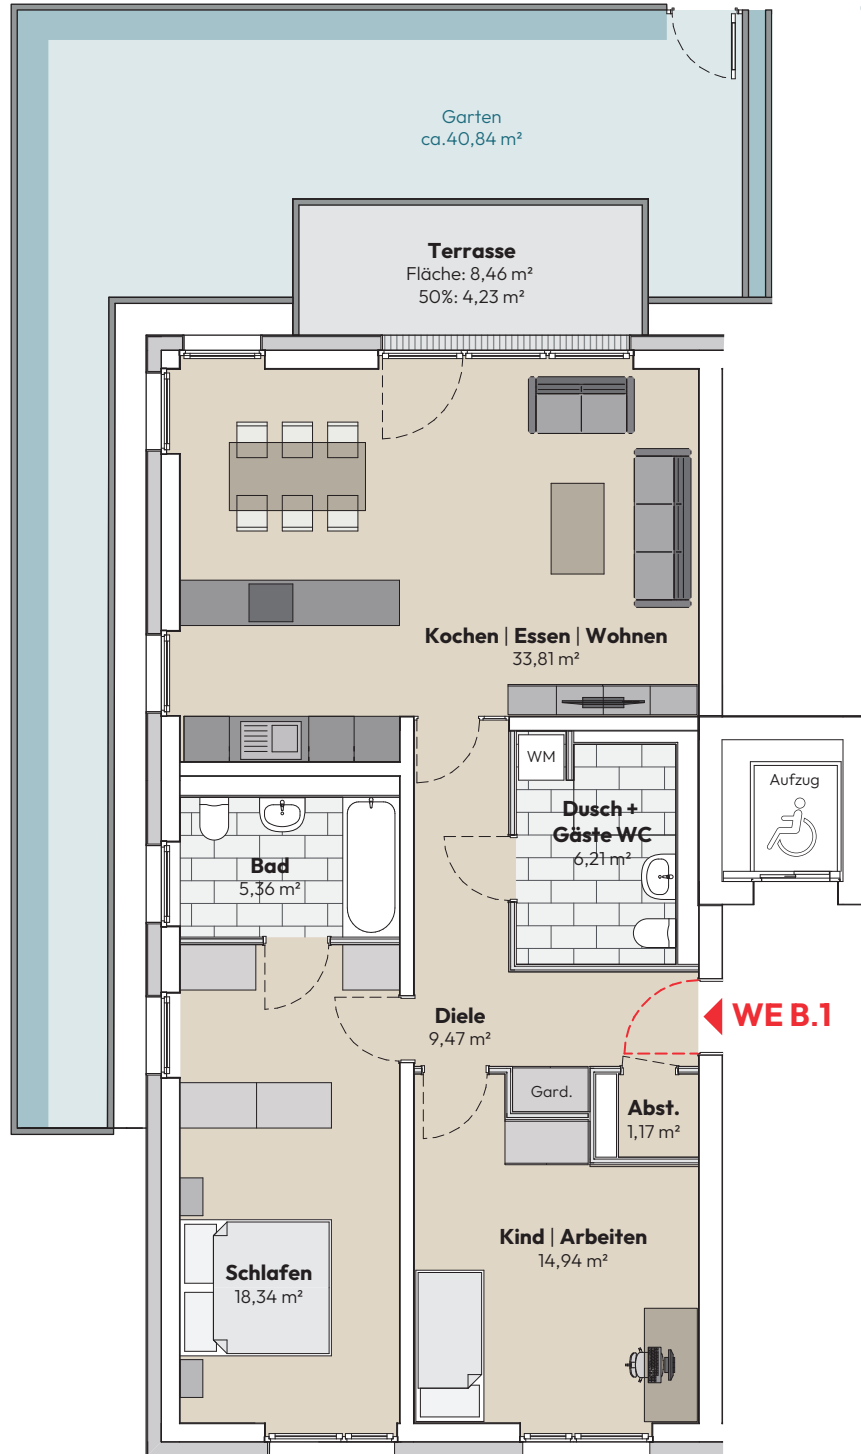 Garten
ca.40,84 m²
Terrasse
Fläche: 8,46 m²
50%: 4,23 m²
Kochen | Essen | Wohnen
33,81 m²
WM
Aufzug
Dusch +
Gäste WC
6,21 m²
Bad
5,36 m²
Diele
9,47 m²
WE B.1
Gard.
Abst.
1,17 m²
Kind | Arbeiten
14,94 m²
Schlafen
18,34 m²